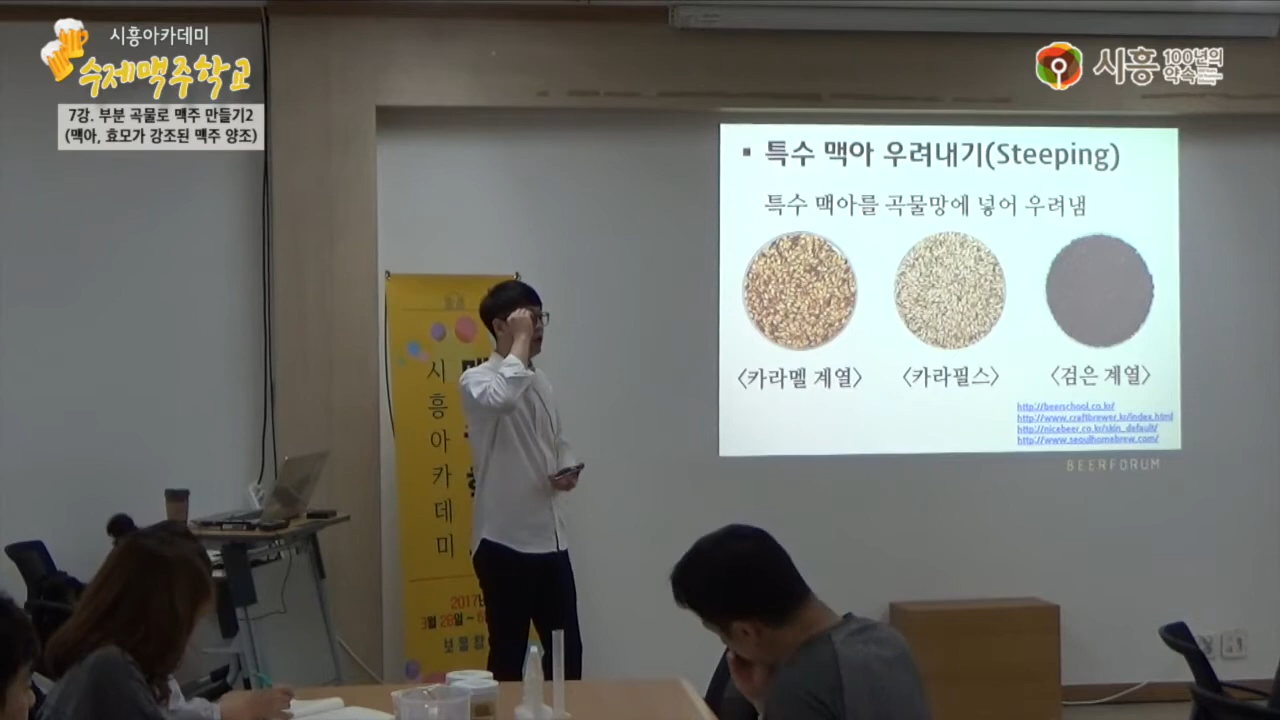 시흥아카데미
수제맥주학교
7강. 부분 곡물로 맥주 만들기2
(맥아, 효모가 강조된 맥주 양조)
시흥 100년의
약속
▪ 특수 맥아 우려내기(Steeping)
특수 맥아를 곡물망에 넣어 우려냄
〈카라멜 계열〉 〈카라필스〉 〈검은 계열〉
http://beerschool.co.kr/
http://www.craftbrewer.kr/index.html
http://nicebeer.co.kr/skin_default/
http://www.seoulhomebrew.com/
BEERFORUM
시흥아카데미
2017년